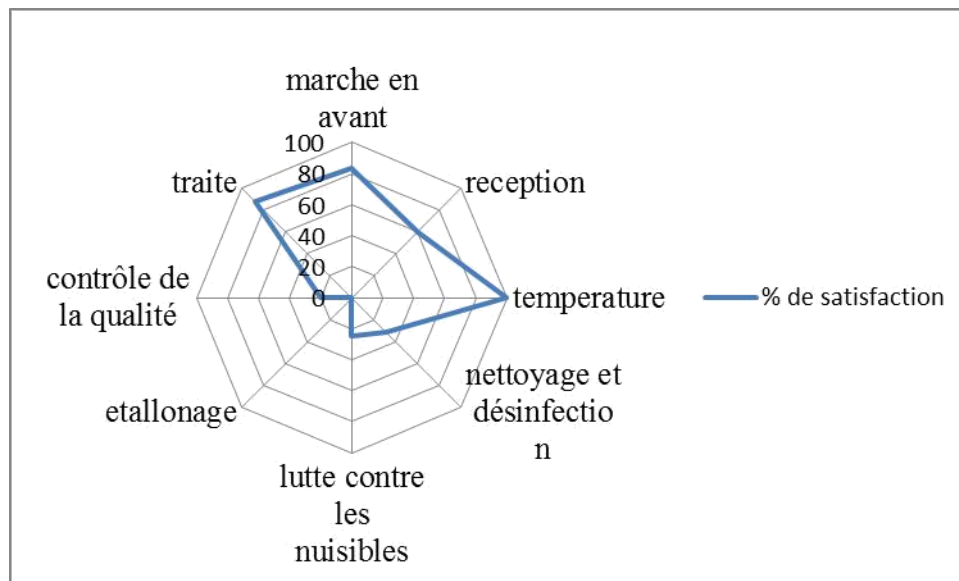 marche en
avant
100
80
60
40
20
0
reception
temperature
nettoyage et
désinfectio
n
lutte contre
les
nuisibles
etallonage
contrôle de
la qualité
traite
% de satisfaction